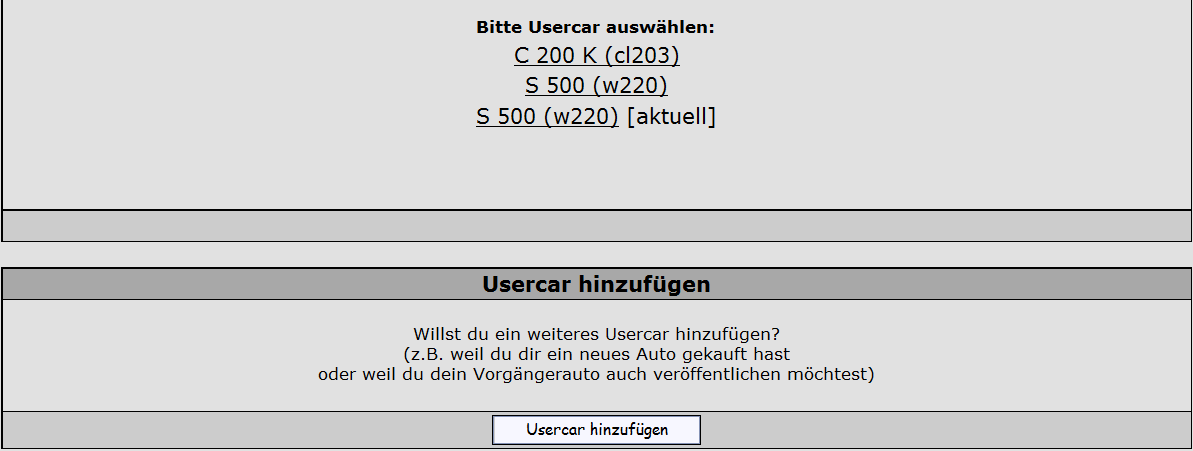 Bitte Usercar auswählen:
C 200 K (cl203)
S 500 (w220)
S 500 (w220) [aktuell]
Usercar hinzufügen
Willst du ein weiteres Usercar hinzufügen?
(z.B. weil du dir ein neues Auto gekauft hast
oder weil du dein Vorgängerauto auch veröffentlichen möchtest)
Usercar hinzufügen